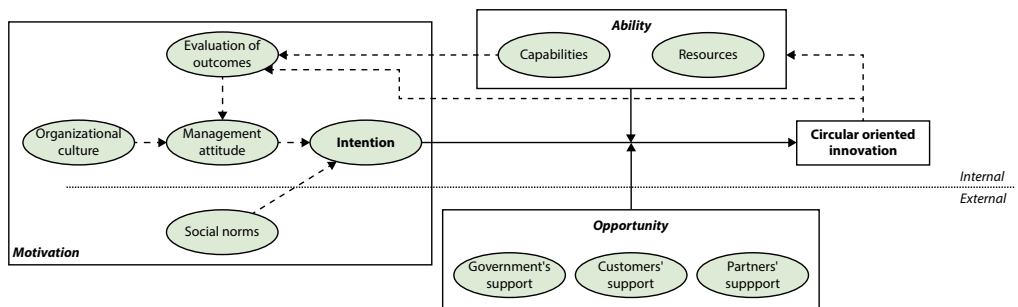 Ability
Evaluation of
outcomes
Capabilities
Resources
Organizational
culture
Management
attitude
Intention
Circular oriented
innovation
Internal
External
Social norms
Motivation
Opportunity
Government's
support
Customers'
support
Partners'
suppport